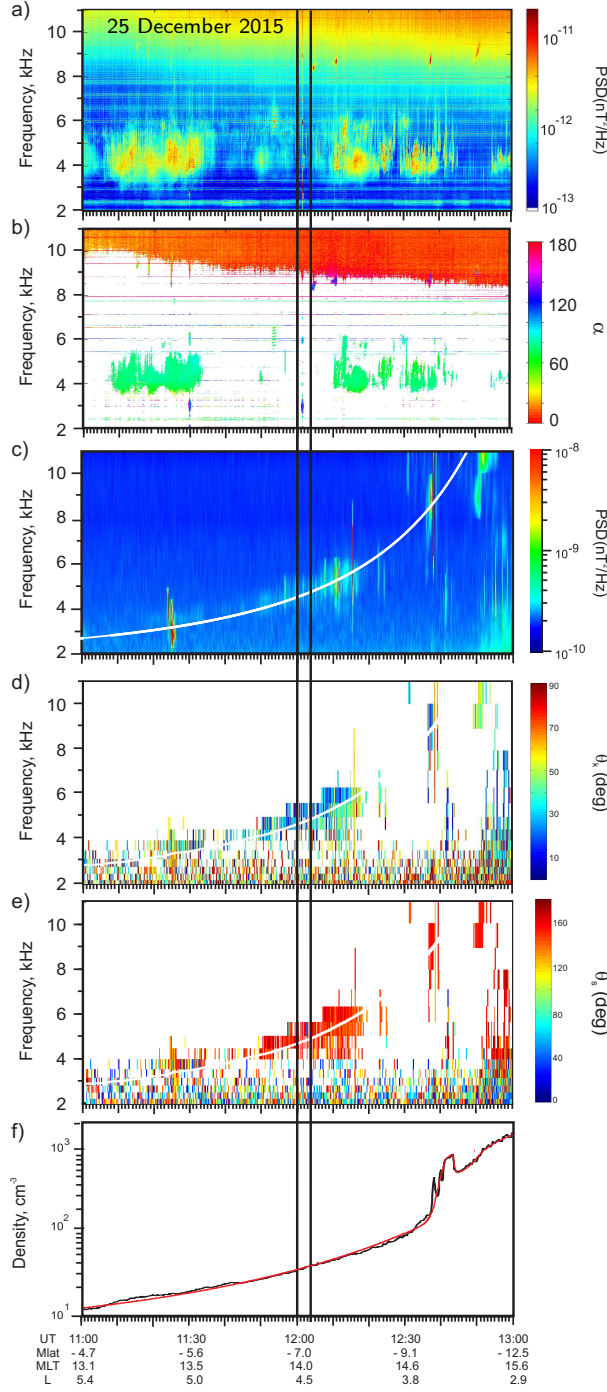 a)
25 December 2015
Frequency, kHz
10
8
6
4
2
10⁻¹¹
10⁻¹²
10⁻¹³
PSD(nT²/Hz)
b)
Frequency, kHz
10
8
6
4
2
180
120
60
0
α
c)
Frequency, kHz
10
8
6
4
2
10⁻⁸
10⁻⁹
10⁻¹⁰
PSD(nT²/Hz)
d)
Frequency, kHz
10
8
6
4
2
90
70
50
30
10
θk (deg)
e)
Frequency, kHz
10
8
6
4
2
160
120
80
40
0
θs (deg)
f)
Density, cm⁻³
10³
10²
10¹
UT 11:00 11:30 12:00 12:30 13:00
Mlat - 4.7 - 5.6 - 7.0 - 9.1 - 12.5
MLT 13.1 13.5 14.0 14.6 15.6
L 5.4 5.0 4.5 3.8 2.9